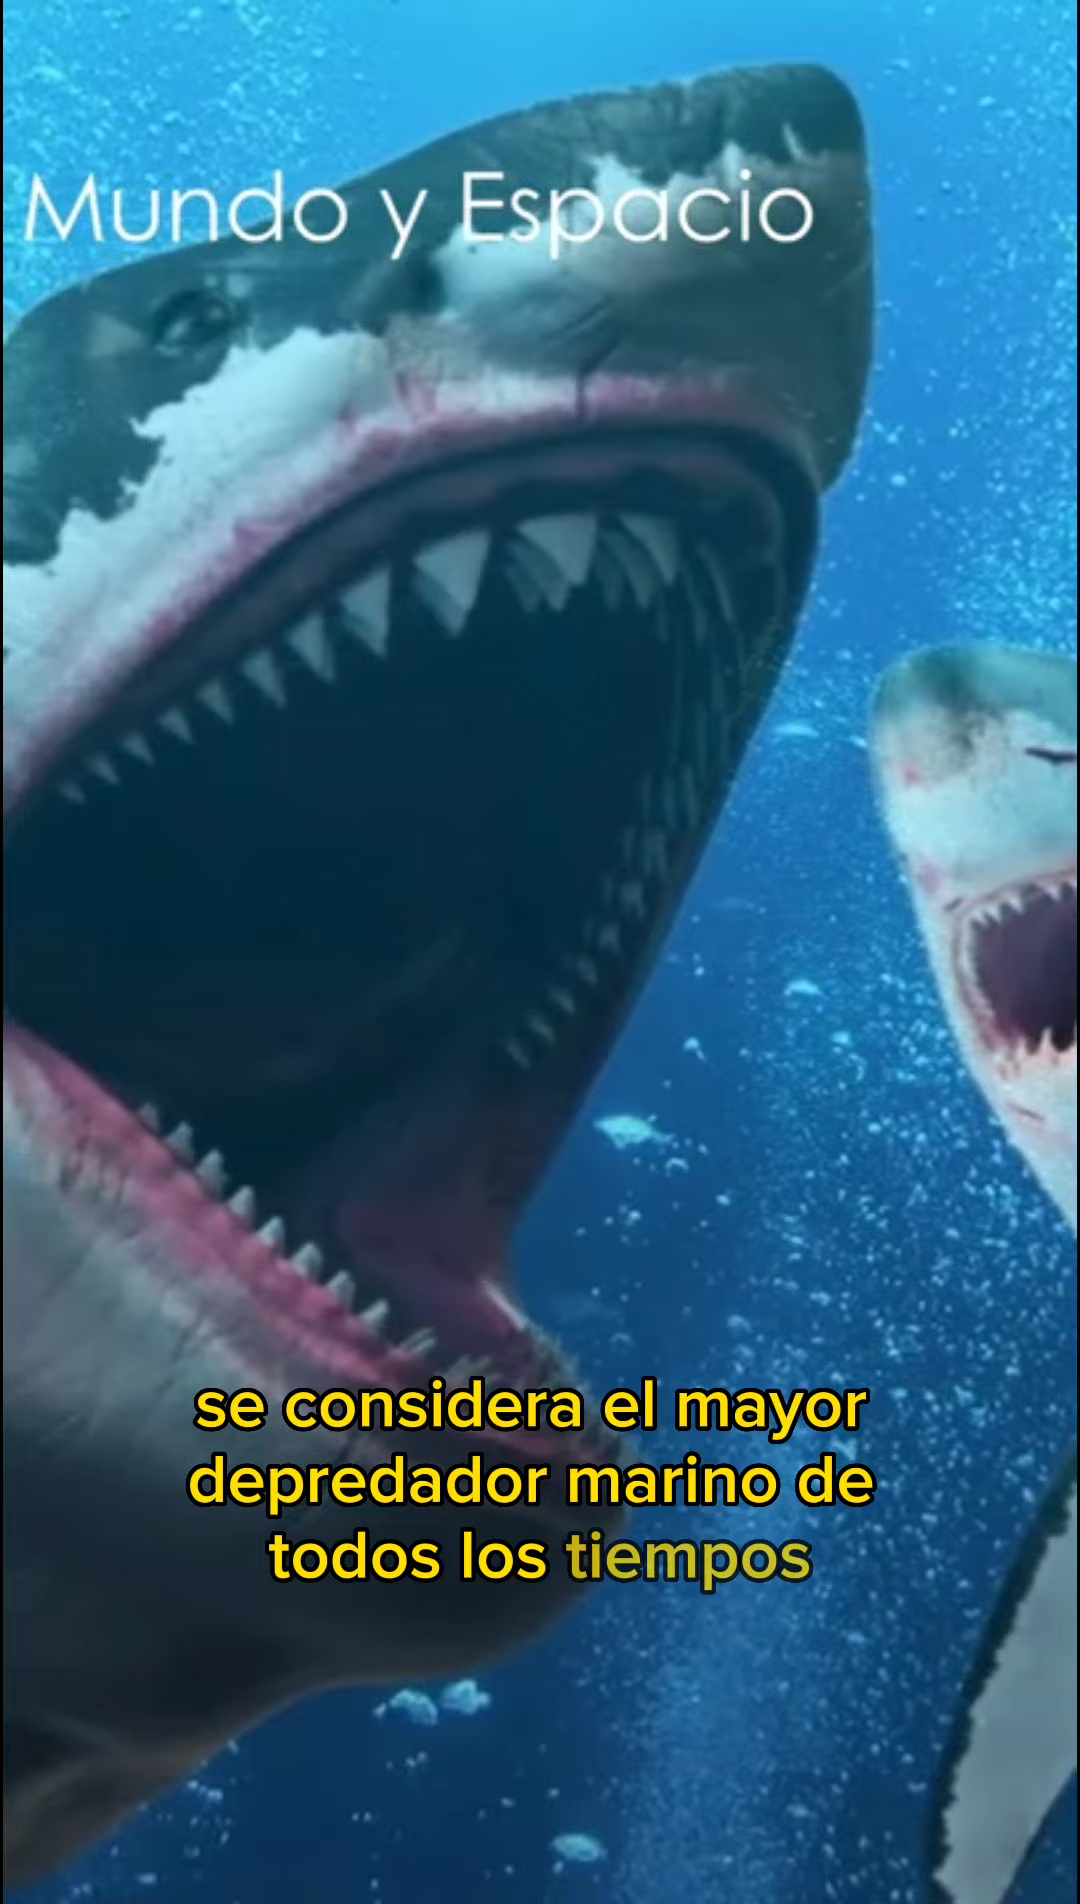 Mundo y Espacio
se considera el mayor
depredador marino de
todos los tiempos